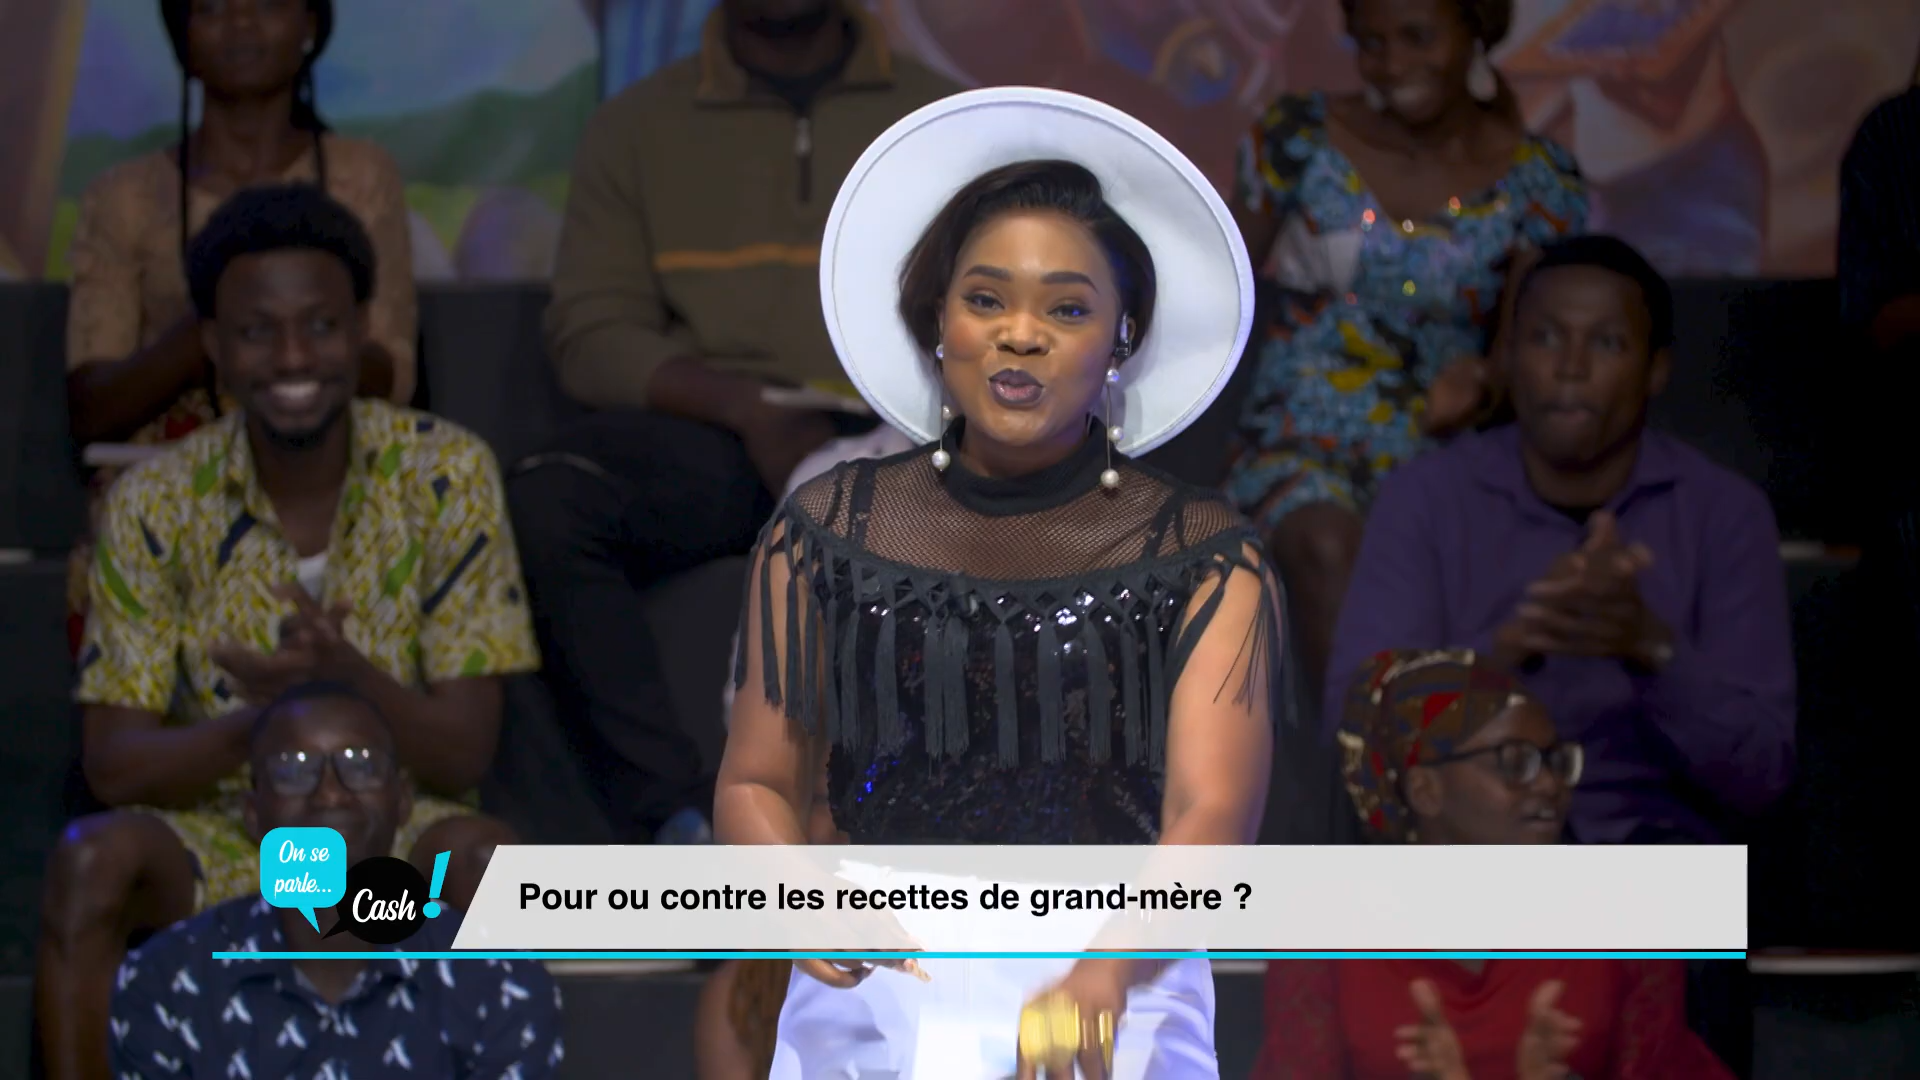 On se
parle...
Cash !
Pour ou contre les recettes de grand-mère ?